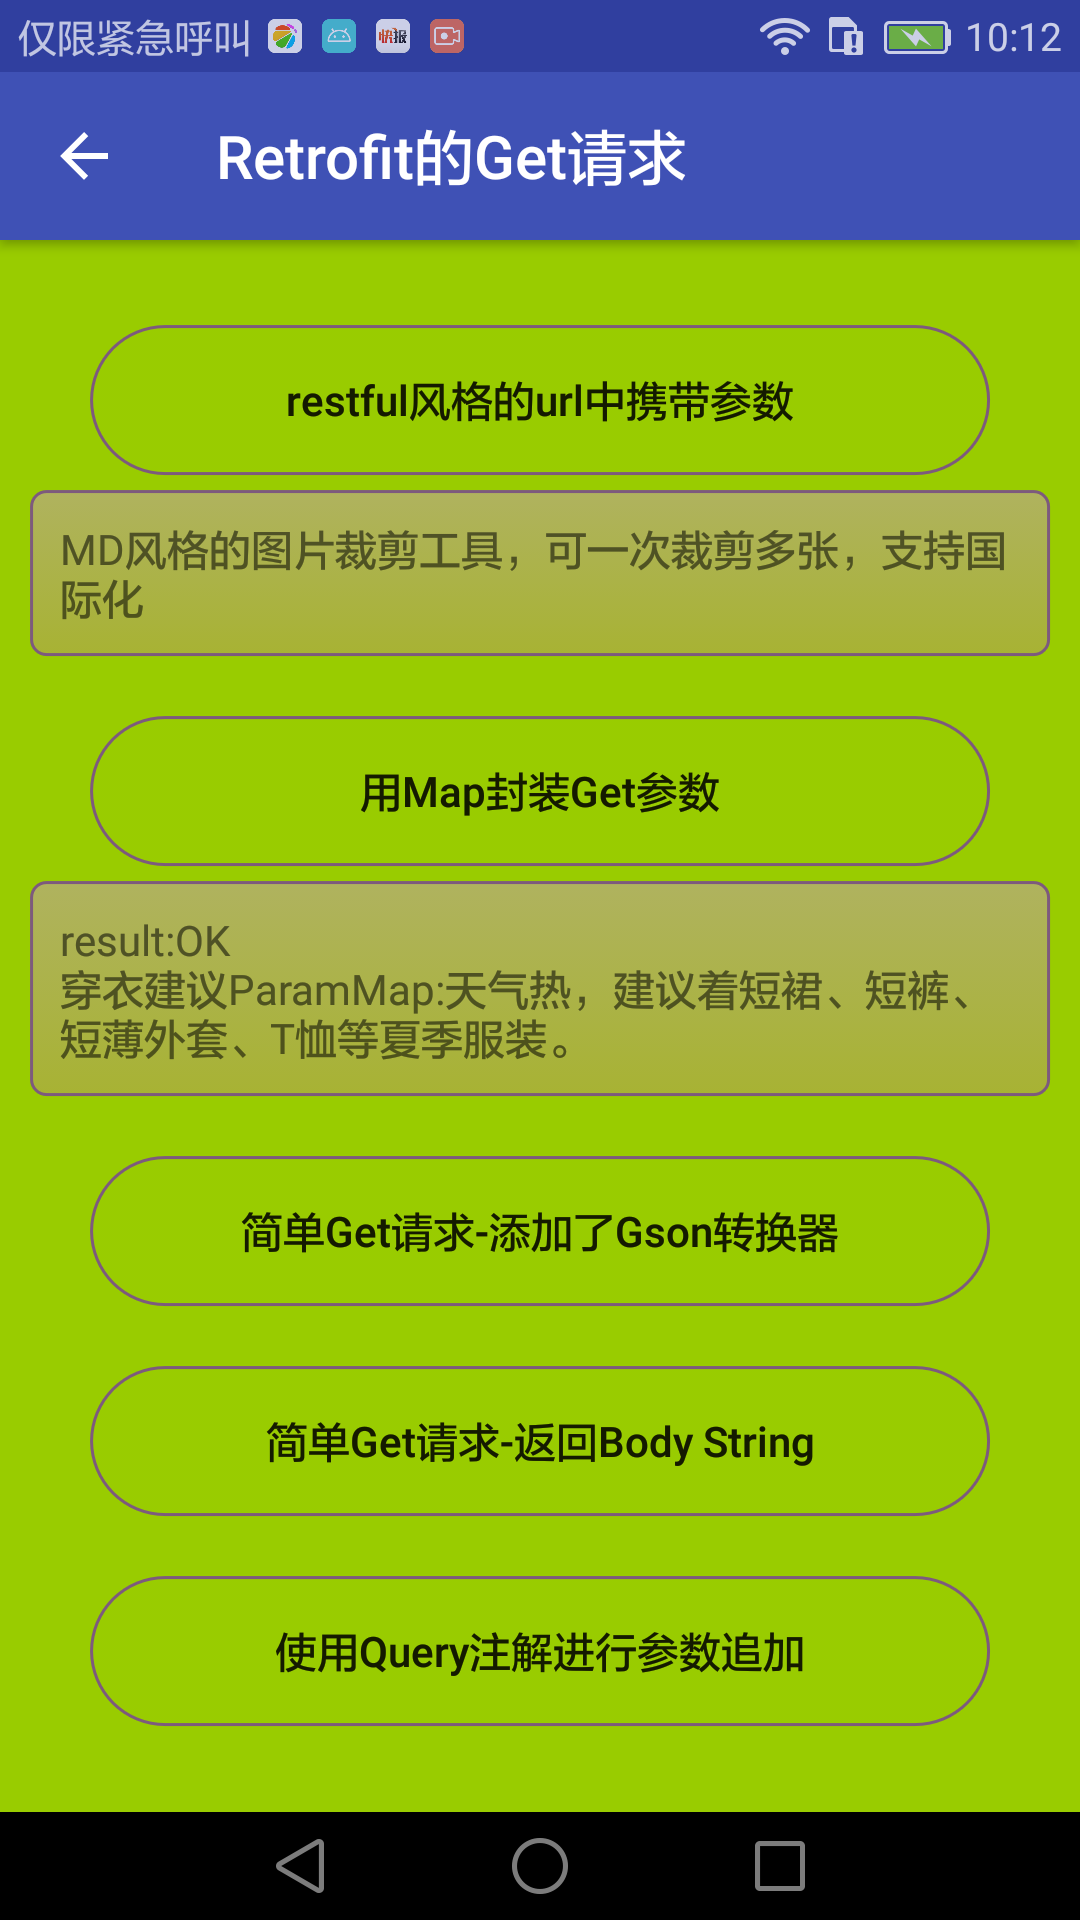 仅限紧急呼叫 快报 10:12
Retrofit的Get请求
restful风格的url中携带参数
MD风格的图片裁剪工具，可一次裁剪多张，支持国
际化
用Map封装Get参数
result:OK
穿衣建议ParamMap:天气热，建议着短裙、短裤、
短薄外套、T恤等夏季服装。
简单Get请求-添加了Gson转换器
简单Get请求-返回Body String
使用Query注解进行参数追加